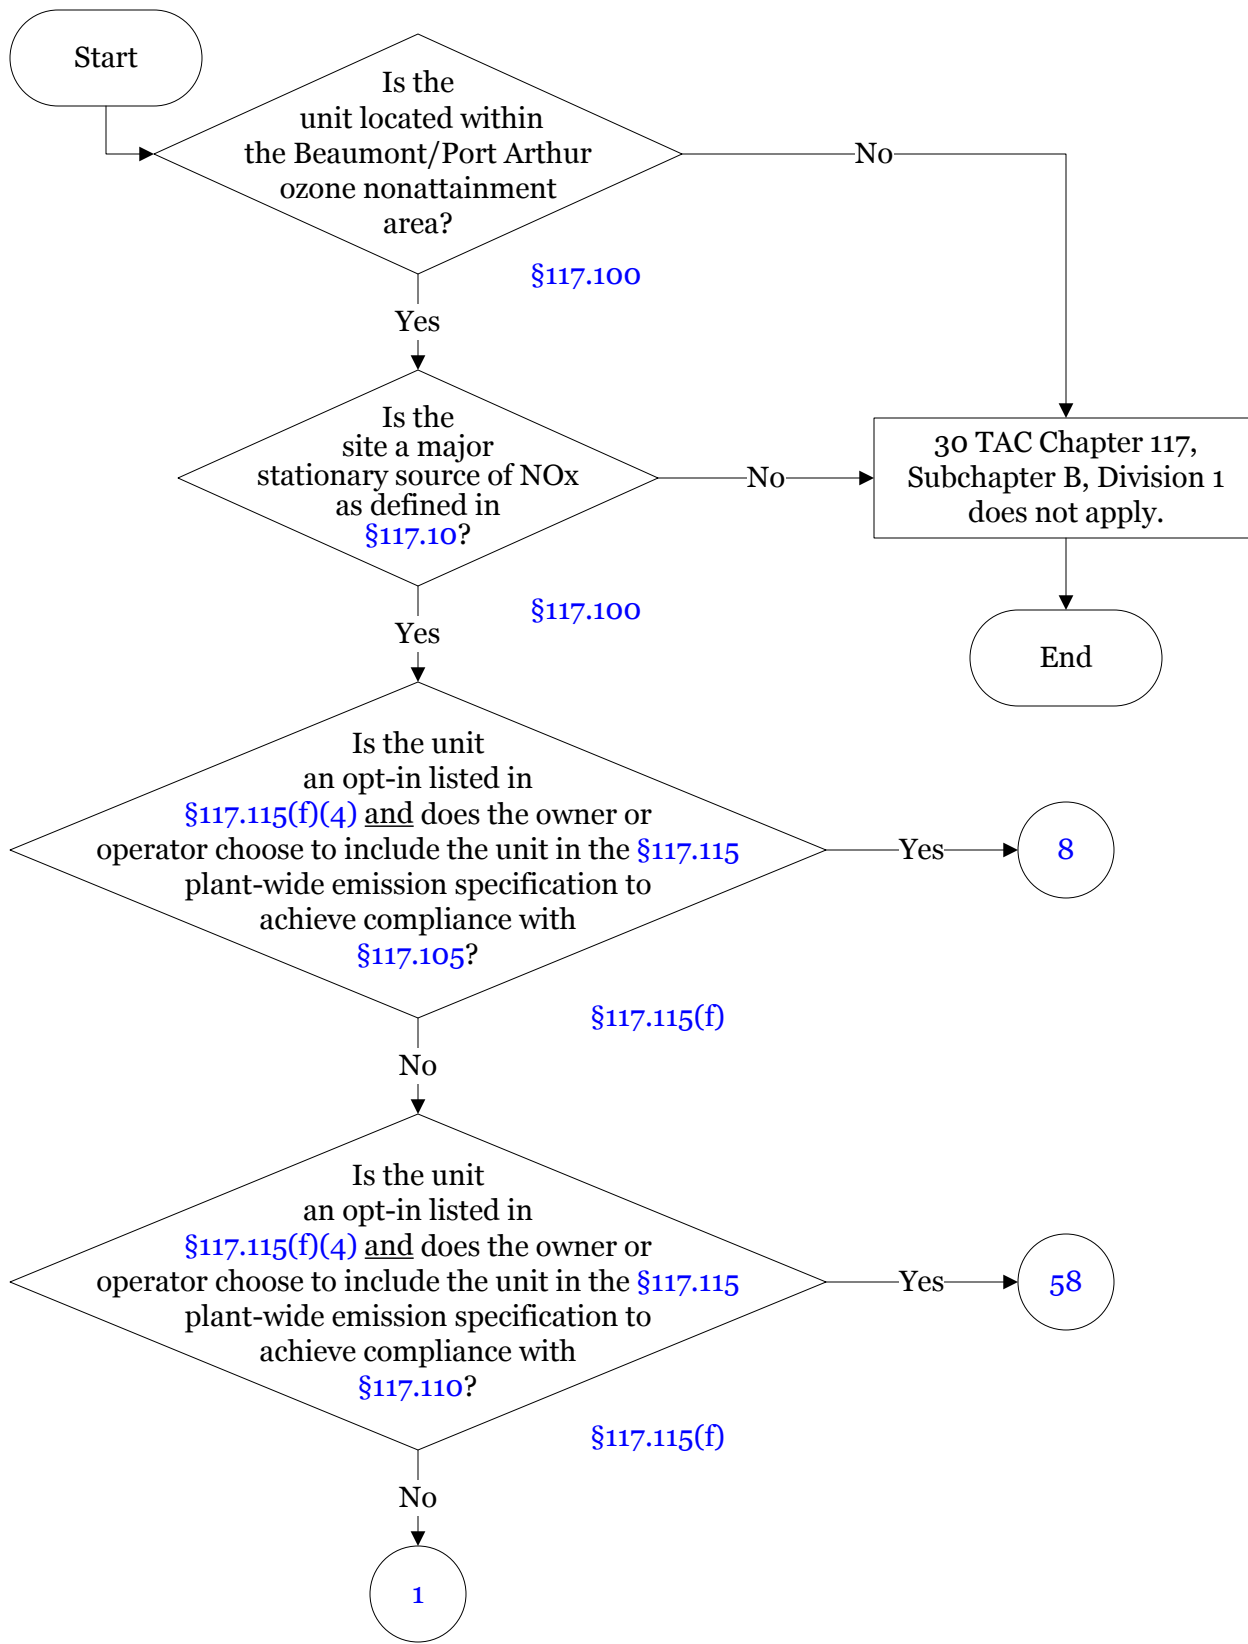 Start
Is the
unit located within
the Beaumont/Port Arthur
ozone nonattainment
area?
No
§117.100
Yes
Is the
site a major
stationary source of NOx
as defined in
§117.10?
No
30 TAC Chapter 117,
Subchapter B, Division 1
does not apply.
§117.100
Yes
End
Is the unit
an opt-in listed in
§117.115(f)(4) and does the owner or
operator choose to include the unit in the §117.115
plant-wide emission specification to
achieve compliance with
§117.105?
Yes
8
§117.115(f)
No
Is the unit
an opt-in listed in
§117.115(f)(4) and does the owner or
operator choose to include the unit in the §117.115
plant-wide emission specification to
achieve compliance with
§117.110?
Yes
58
§117.115(f)
No
1